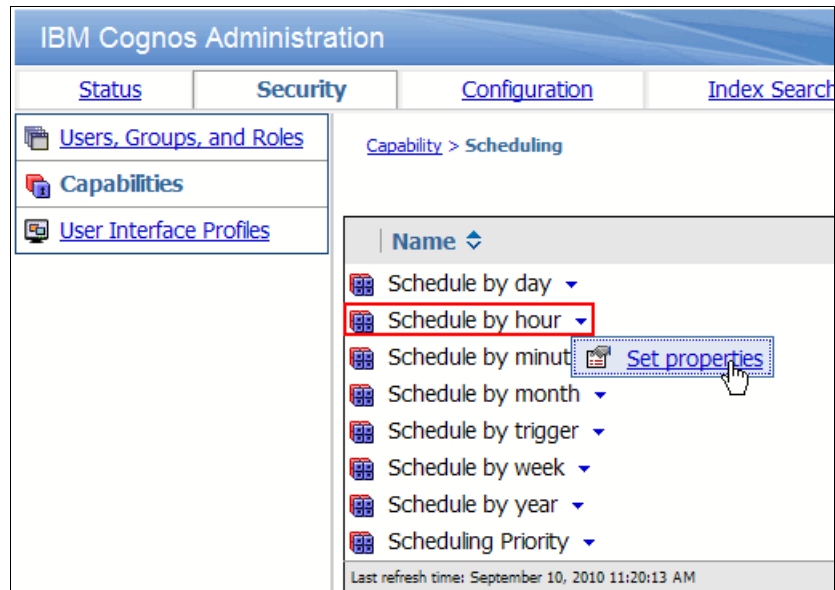 IBM Cognos Administration
Status Security Configuration Index Search
Users, Groups, and Roles
Capabilities
User Interface Profiles
Capability > Scheduling
Name
Schedule by day
Schedule by hour
Schedule by minut
Set properties
Schedule by month
Schedule by trigger
Schedule by week
Schedule by year
Scheduling Priority
Last refresh time: September 10, 2010 11:20:13 AM